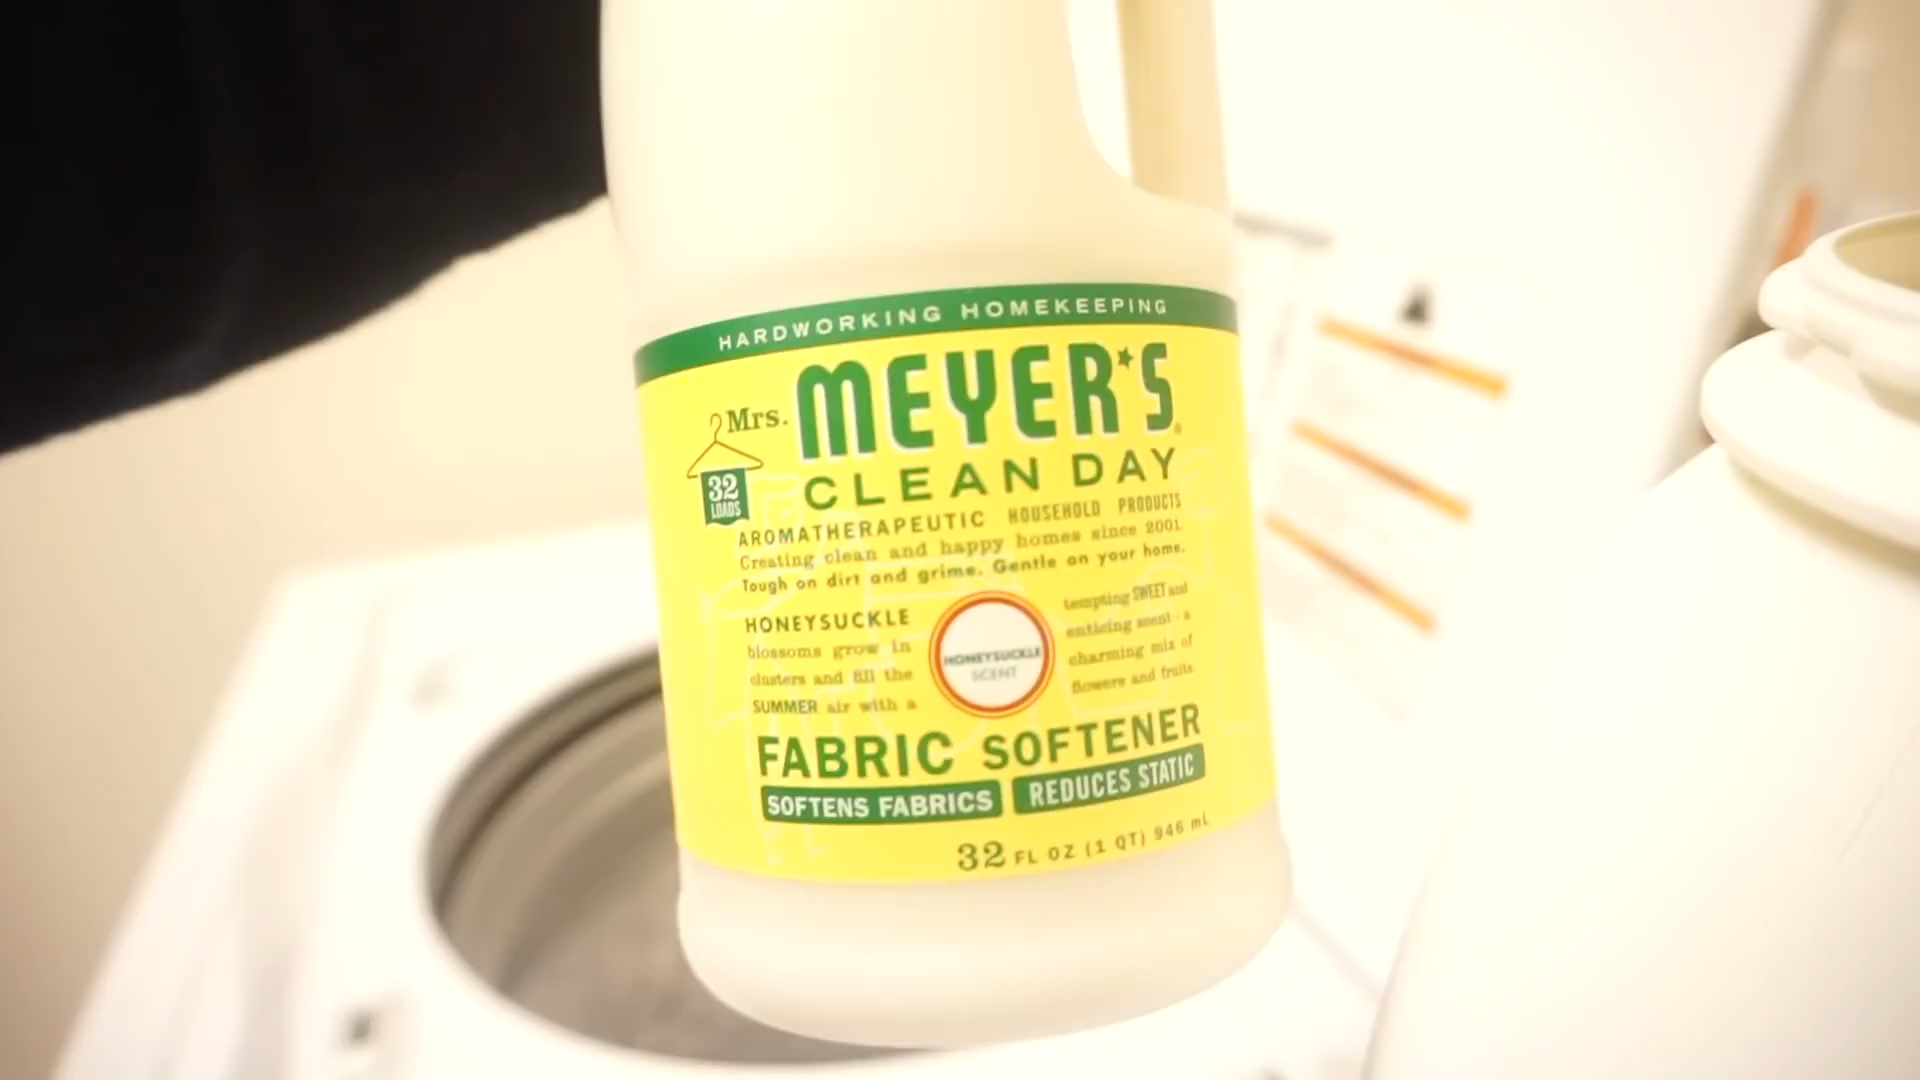 HARDWORKING HOMEKEEPING
Mrs. MEYER'S
CLEAN DAY
32
LOADS
AROMATHERAPEUTIC HOUSEHOLD PRODUCTS
Creating clean and happy homes since 2001.
Tough on dirt and grime. Gentle on your home.
HONEYSUCKLE
blossoms grow in
clusters and fill the
SUMMER air with a
HONEYSUCKLE
SCENT
tempting SWEET and
enticing scent - a
charming mix of
flowers and fruits
FABRIC SOFTENER
SOFTENS FABRICS REDUCES STATIC
32 FL OZ (1 QT) 946 mL